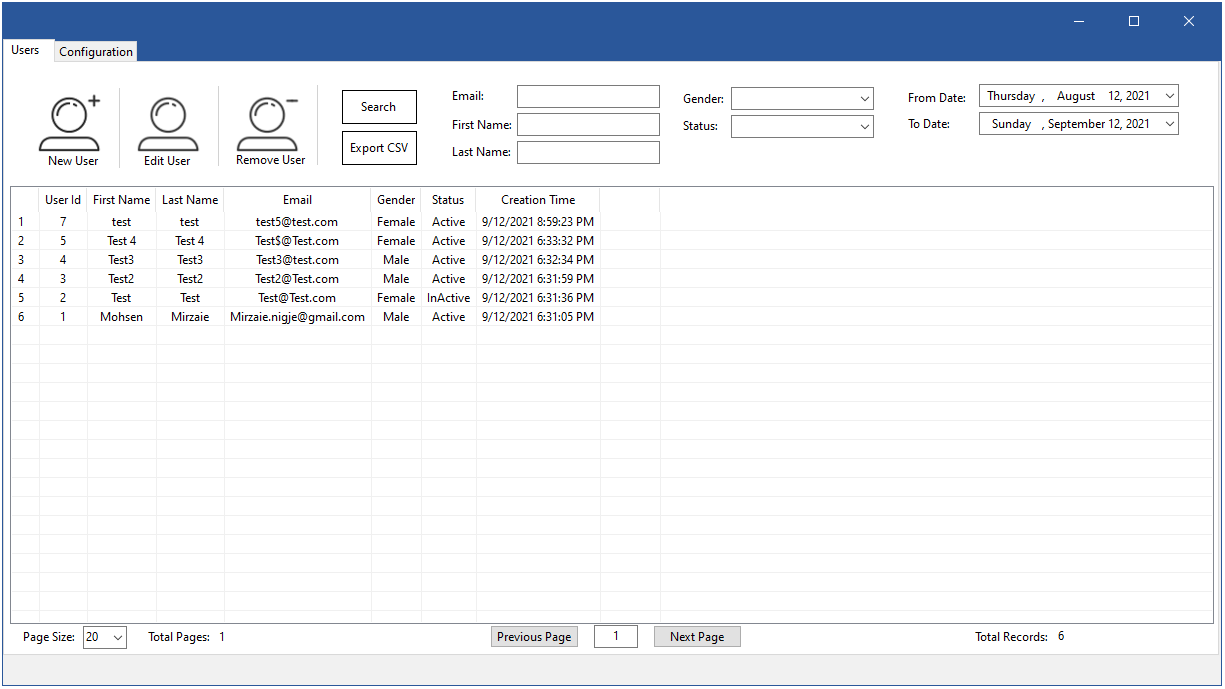 Users Configuration
New User Edit User Remove User
Search
Export CSV
Email:
First Name:
Last Name:
Gender:
Status:
From Date: Thursday , August 12, 2021
To Date: Sunday , September 12, 2021
User Id First Name Last Name Email Gender Status Creation Time
1 7 test test test5@test.com Female Active 9/12/2021 8:59:23 PM
2 5 Test 4 Test 4 Test$@Test.com Female Active 9/12/2021 6:33:32 PM
3 4 Test3 Test3 Test3@test.com Male Active 9/12/2021 6:32:34 PM
4 3 Test2 Test2 Test2@Test.com Male Active 9/12/2021 6:31:59 PM
5 2 Test Test Test@Test.com Female InActive 9/12/2021 6:31:36 PM
6 1 Mohsen Mirzaie Mirzaie.nigje@gmail.com Male Active 9/12/2021 6:31:05 PM
Page Size: 20 Total Pages: 1 Previous Page 1 Next Page Total Records: 6